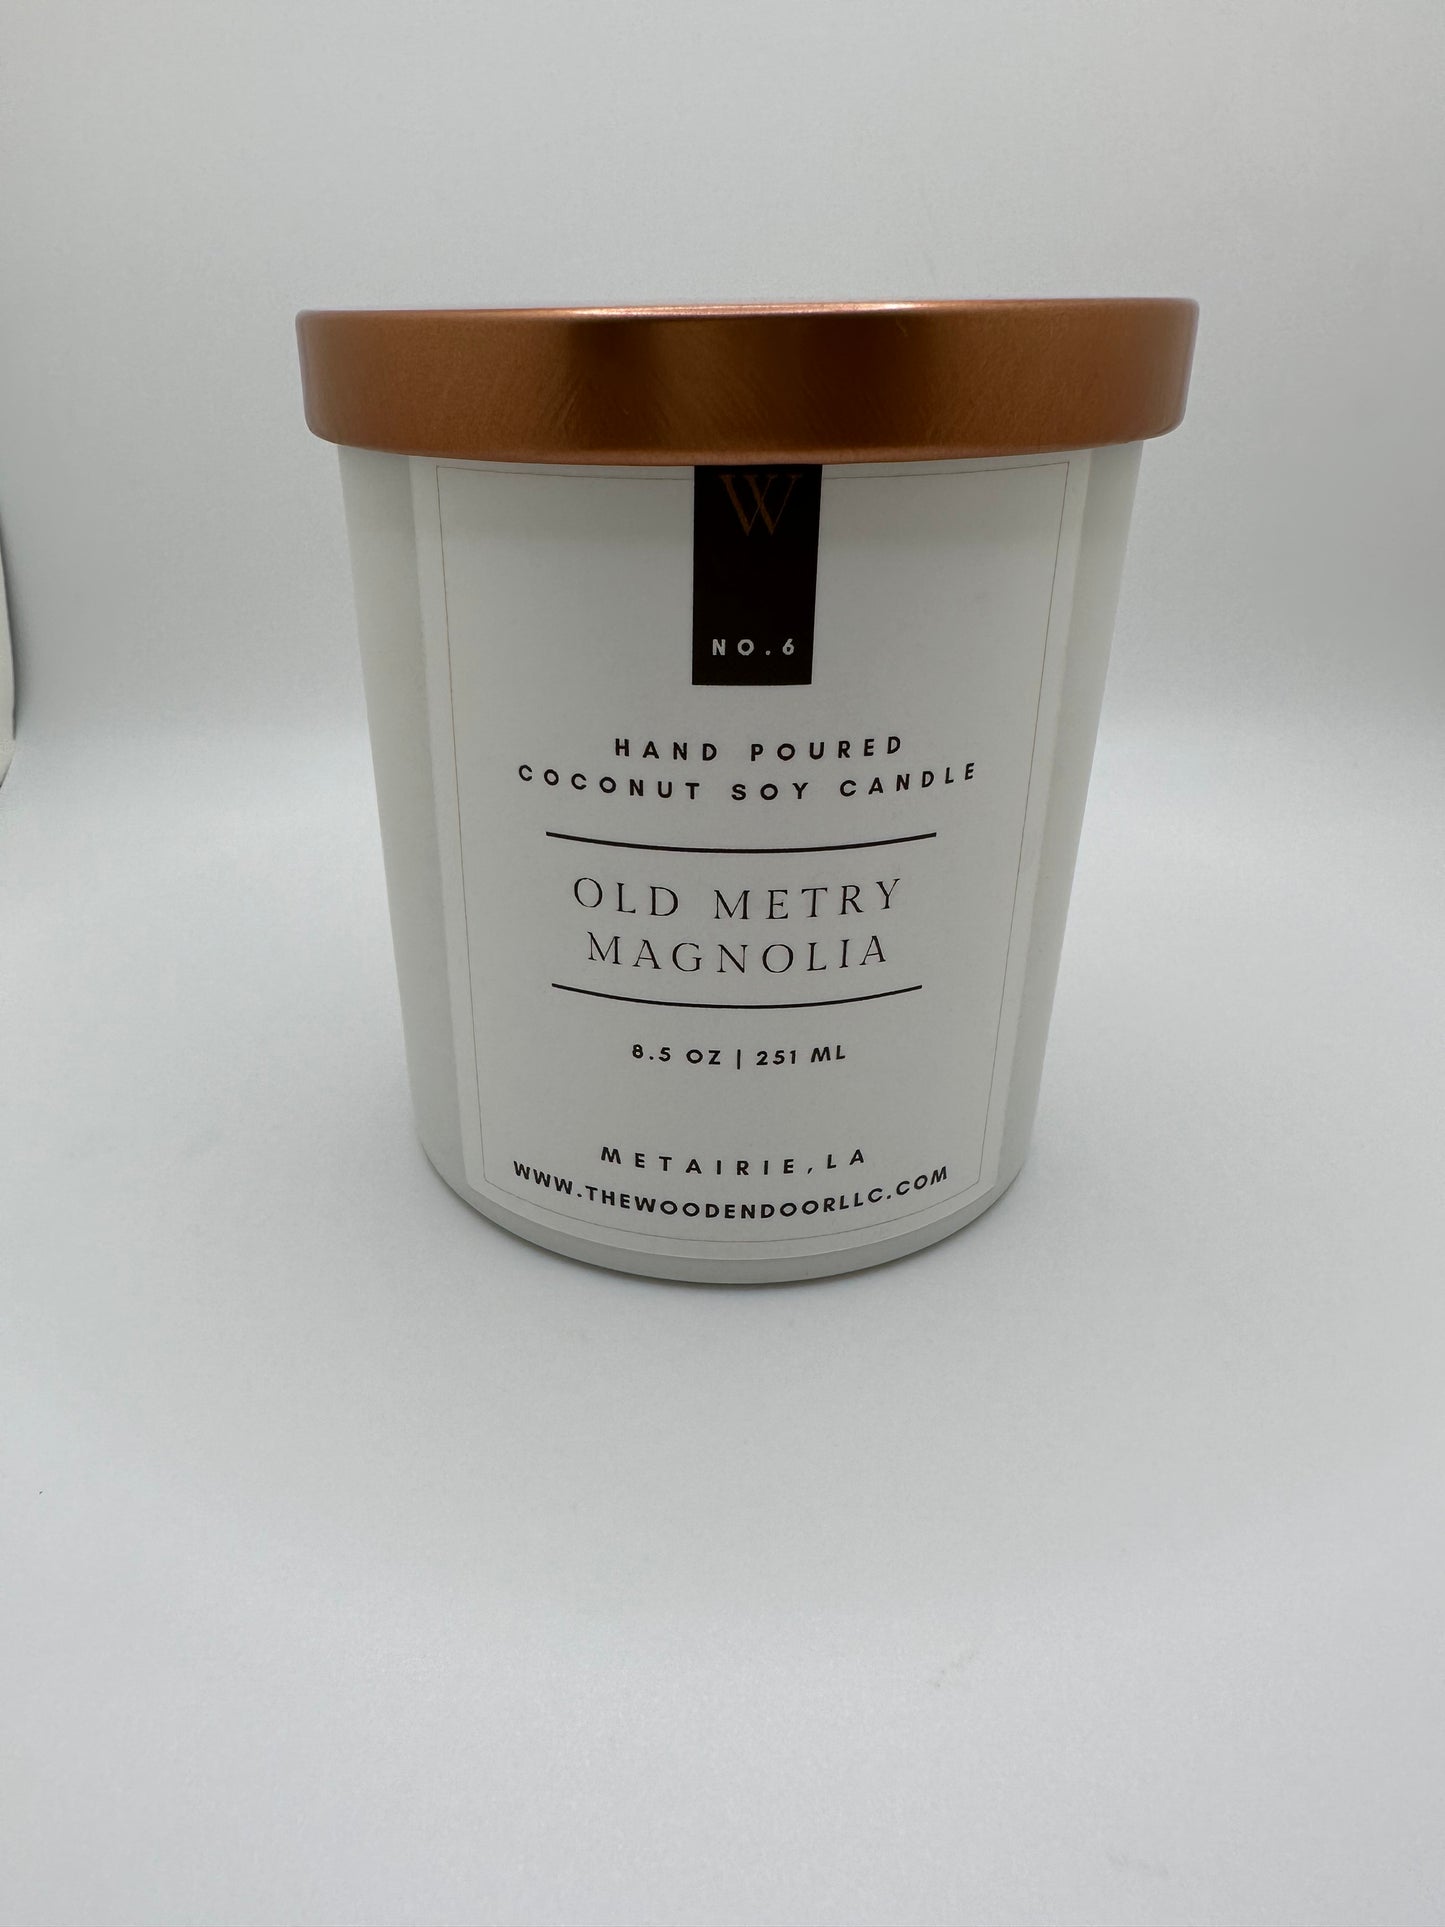 W
NO.6
HAND POURED
COCONUT SOY CANDLE
OLD METRY
MAGNOLIA
8.5 OZ | 251 ML
METAIRIE, LA
WWW.THEWOODENDOORLLC.COM